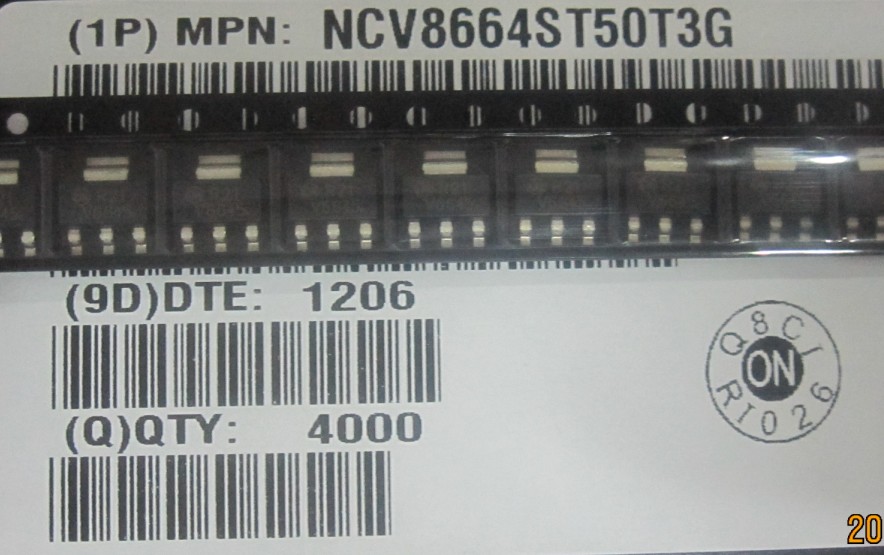 (1P) MPN: NCV8664ST50T3G
(9D)DTE: 1206
(Q)QTY: 4000
Q8CI
ON
RI026
20